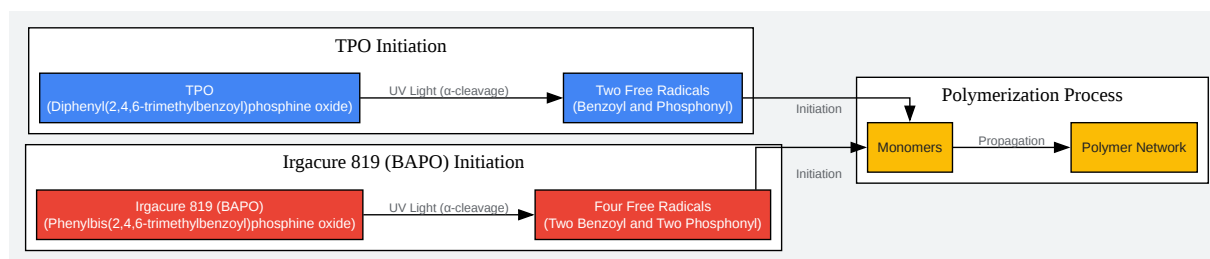 TPO Initiation
TPO
(Diphenyl(2,4,6-trimethylbenzoyl)phosphine oxide)
UV Light (α-cleavage)
Two Free Radicals
(Benzoyl and Phosphonyl)
Initiation
Irgacure 819 (BAPO) Initiation
Irgacure 819 (BAPO)
(Phenylbis(2,4,6-trimethylbenzoyl)phosphine oxide)
UV Light (α-cleavage)
Four Free Radicals
(Two Benzoyl and Two Phosphonyl)
Initiation
Polymerization Process
Monomers
Propagation
Polymer Network